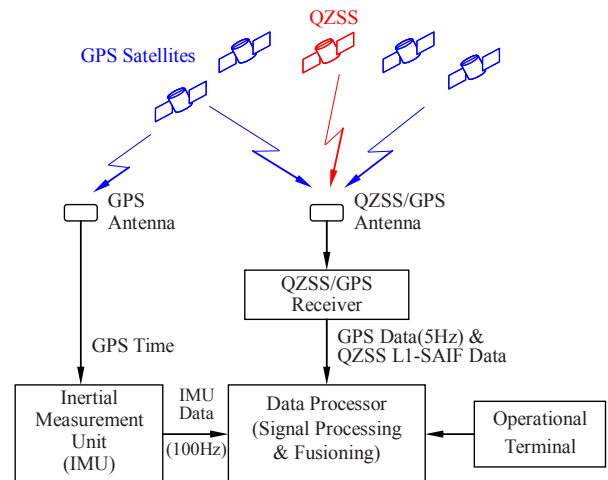 QZSS
GPS Satellites
GPS
Antenna
QZSS/GPS
Antenna
QZSS/GPS
Receiver
GPS Time
GPS Data(5Hz) &
QZSS L1-SAIF Data
Inertial
Measurement
Unit
(IMU)
IMU
Data
(100Hz)
Data Processor
(Signal Processing
& Fusioning)
Operational
Terminal